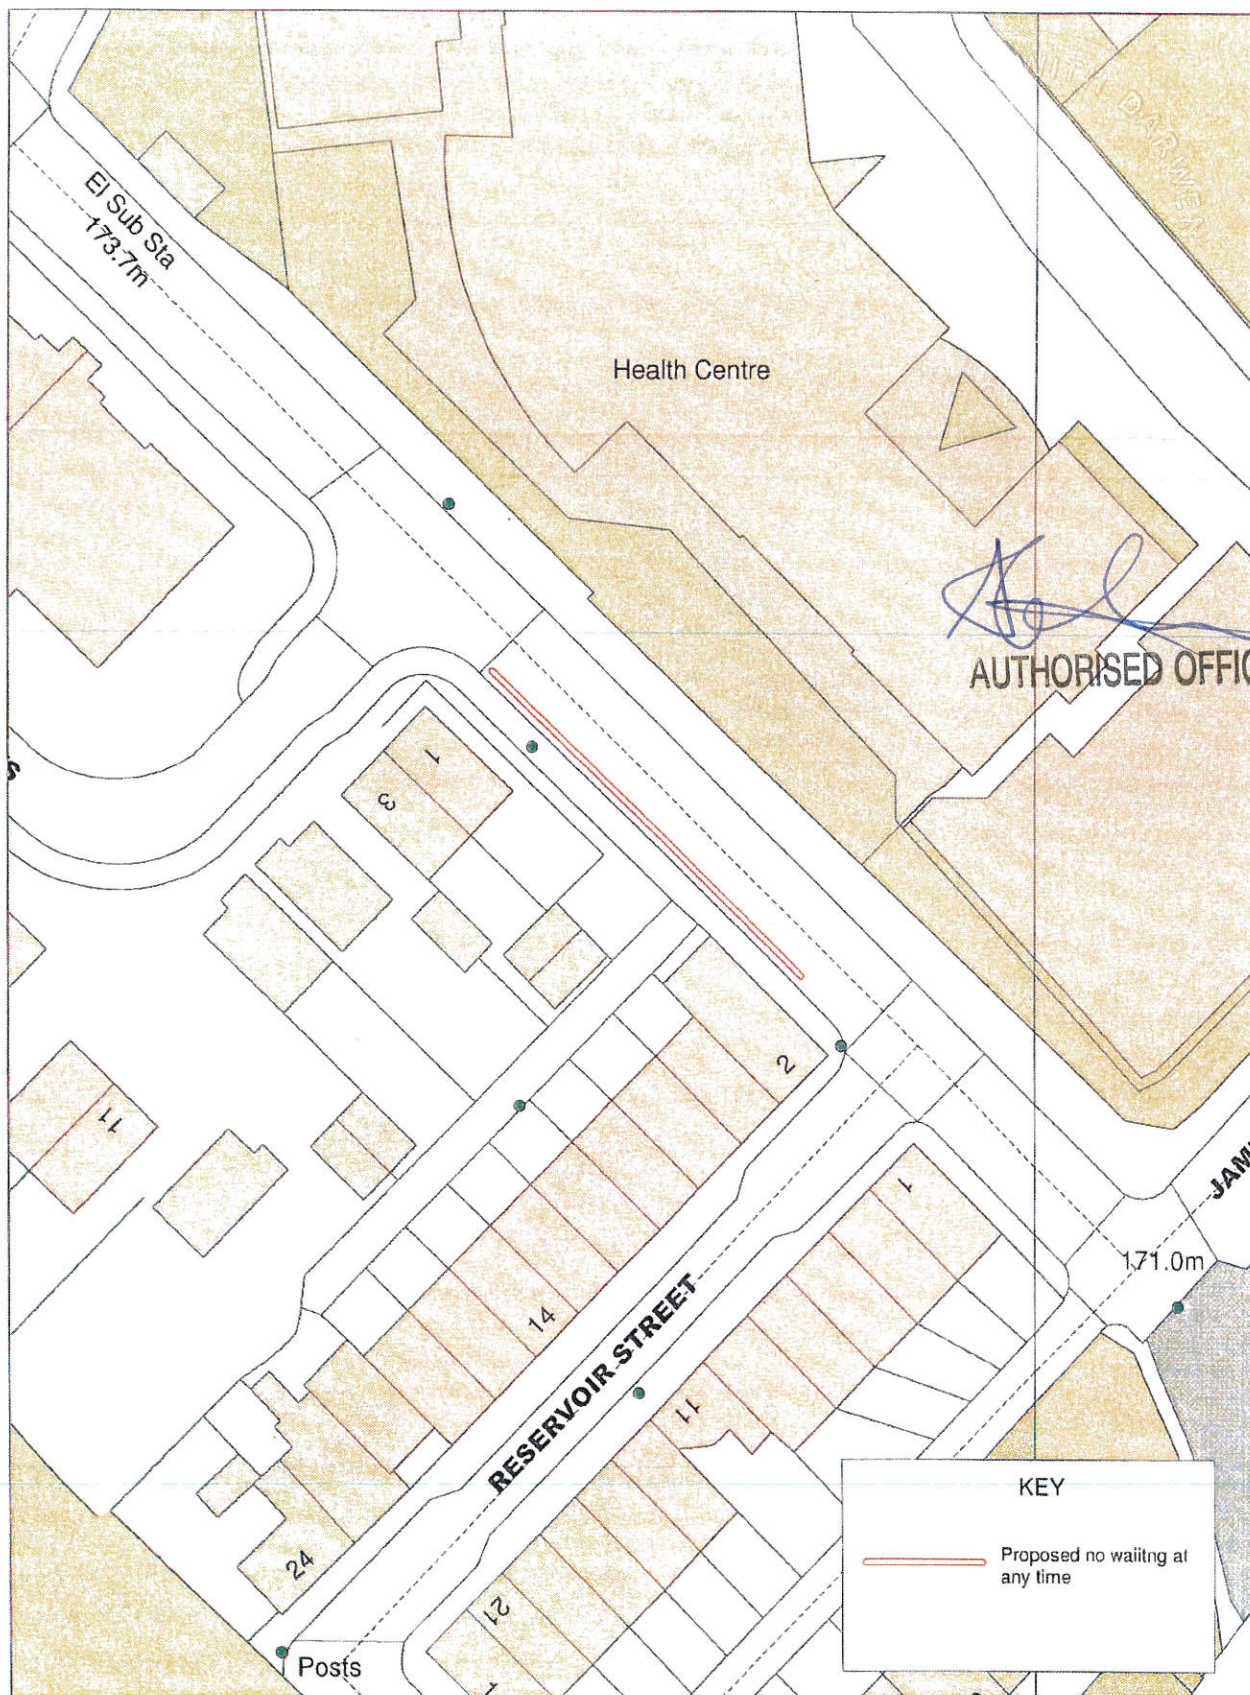 El Sub Sta
173.7m
Health Centre
AUTHORISED
1
3
2
11
1
171.0m
14
RESERVOIR STREET
11
KEY
Proposed no waiitng at
any time
24
21
Posts